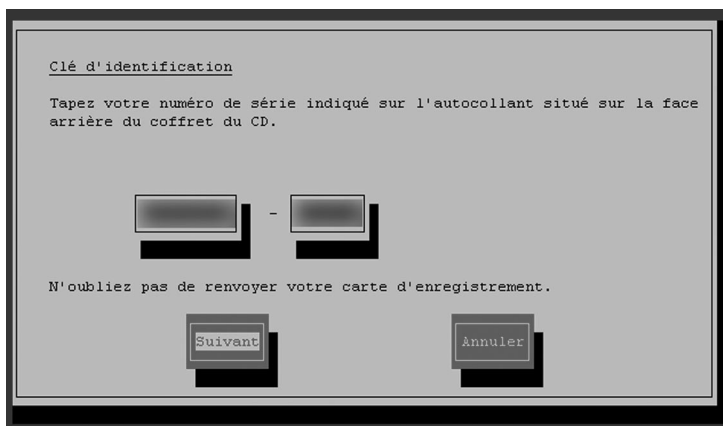 Clé d'identification
Tapez votre numéro de série indiqué sur l'autocollant situé sur la face
arrière du coffret du CD.
-
N'oubliez pas de renvoyer votre carte d'enregistrement.
Suivant Annuler